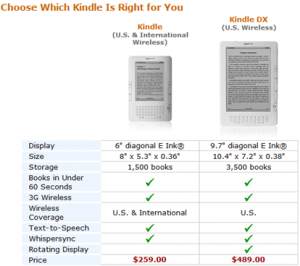 Choose Which Kindle Is Right for You
Kindle
(U.S. & International
Wireless)
Kindle DX
(U.S. Wireless)
Display 6" diagonal E Ink® 9.7" diagonal E Ink®
Size 8" x 5.3" x 0.36" 10.4" x 7.2" x 0.38"
Storage 1,500 books 3,500 books
Books in Under
60 Seconds
3G Wireless
Wireless
Coverage U.S. & International U.S.
Text-to-Speech
Whispersync
Rotating Display
Price $259.00 $489.00